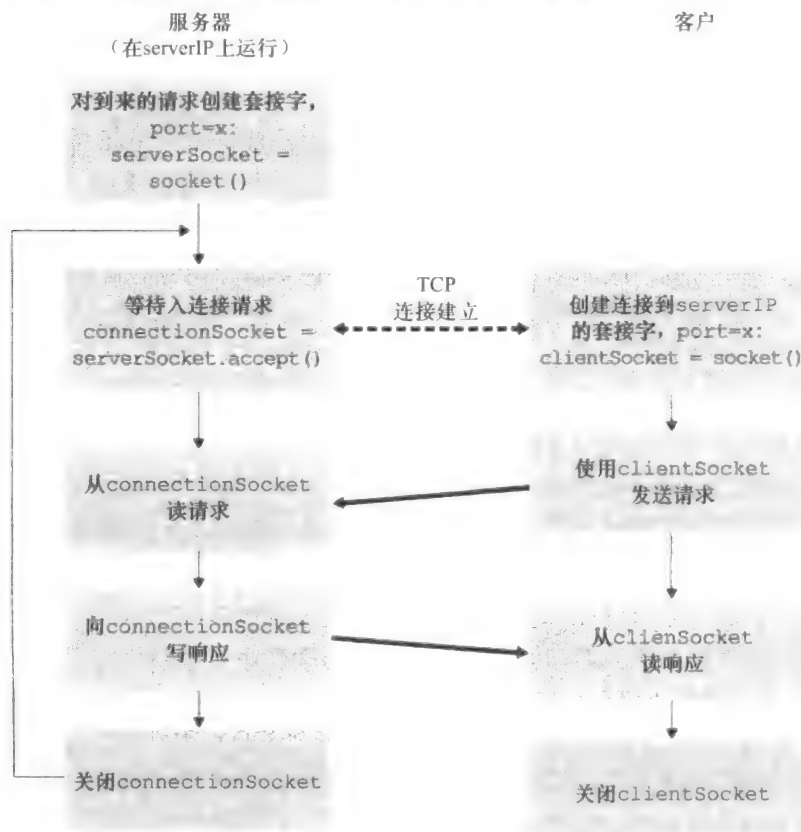 服务器
（在serverIP上运行）
客户
对到来的请求创建套接字，
port=x:
serverSocket =
socket()
等待入连接请求
connectionSocket =
serverSocket.accept()
TCP
连接建立
创建连接到serverIP
的套接字，port=x:
clientSocket = socket()
从connectionSocket
读请求
使用clientSocket
发送请求
向connectionSocket
写响应
从clienSocket
读响应
关闭connectionSocket
关闭clientSocket